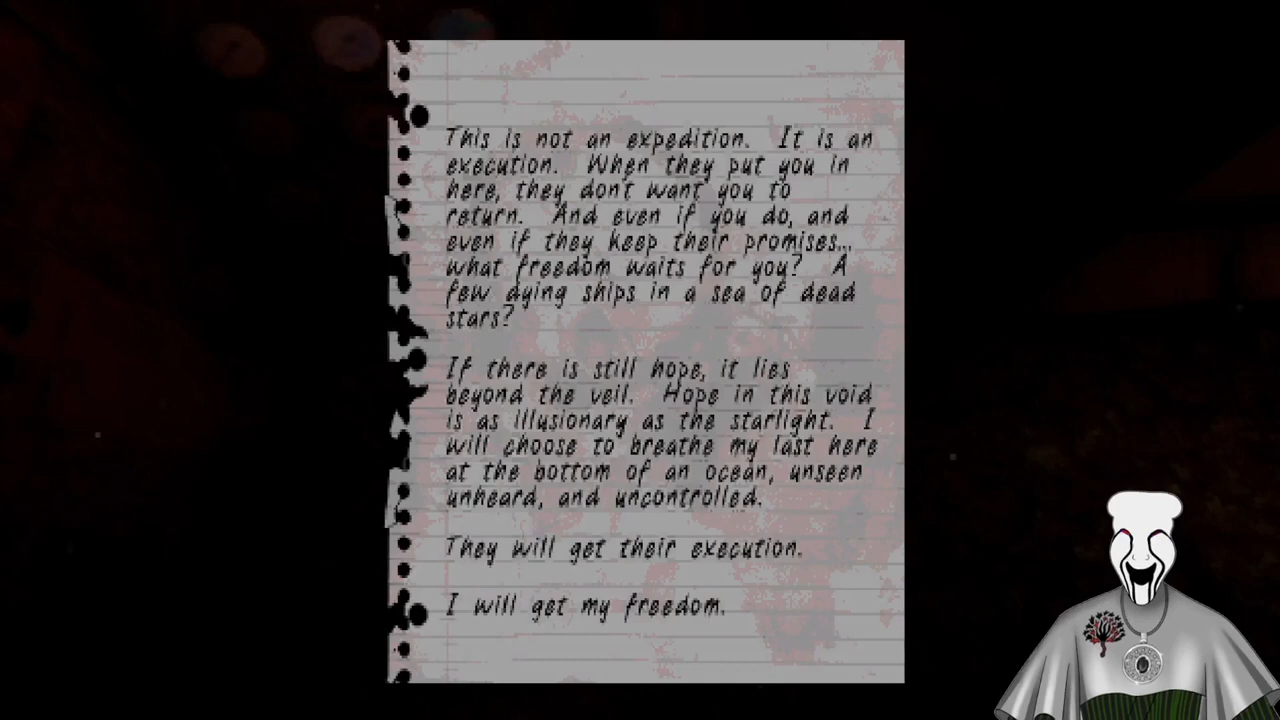 This is not an expedition.  It is an
execution.  When they put you in
here, they don't want you to
return.  And even if you do, and
even if they keep their promises...
what freedom waits for you?  A
few dying ships in a sea of dead
stars?
If there is still hope, it lies
beyond the veil.  Hope in this void
is as illusionary as the starlight.  I
will choose to breathe my last here
at the bottom of an ocean, unseen
unheard, and uncontrolled.
They will get their execution.
I will get my freedom.